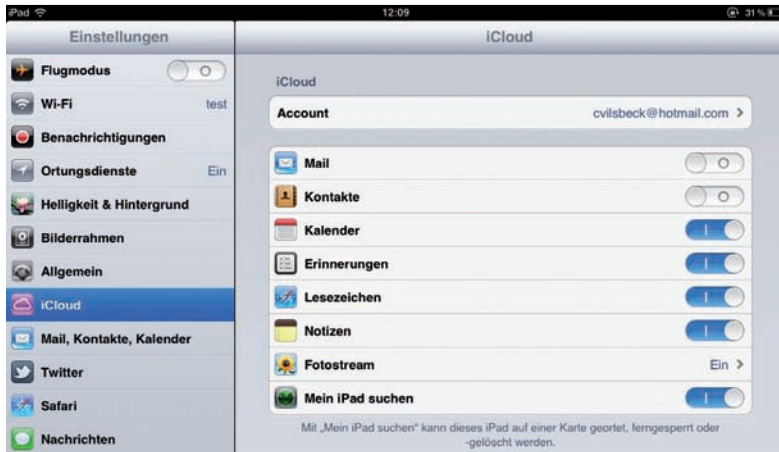 iPad 12:09 31 %
Einstellungen
Flugmodus
Wi-Fi test
Benachrichtigungen
Ortungsdienste Ein
Helligkeit & Hintergrund
Bilderrahmen
Allgemein
iCloud
Mail, Kontakte, Kalender
Twitter
Safari
Nachrichten
iCloud
iCloud
Account cvilsbeck@hotmail.com
Mail
Kontakte
Kalender
Erinnerungen
Lesezeichen
Notizen
Fotostream Ein
Mein iPad suchen
Mit „Mein iPad suchen“ kann dieses iPad auf einer Karte geortet, ferngesperrt oder
-gelöscht werden.